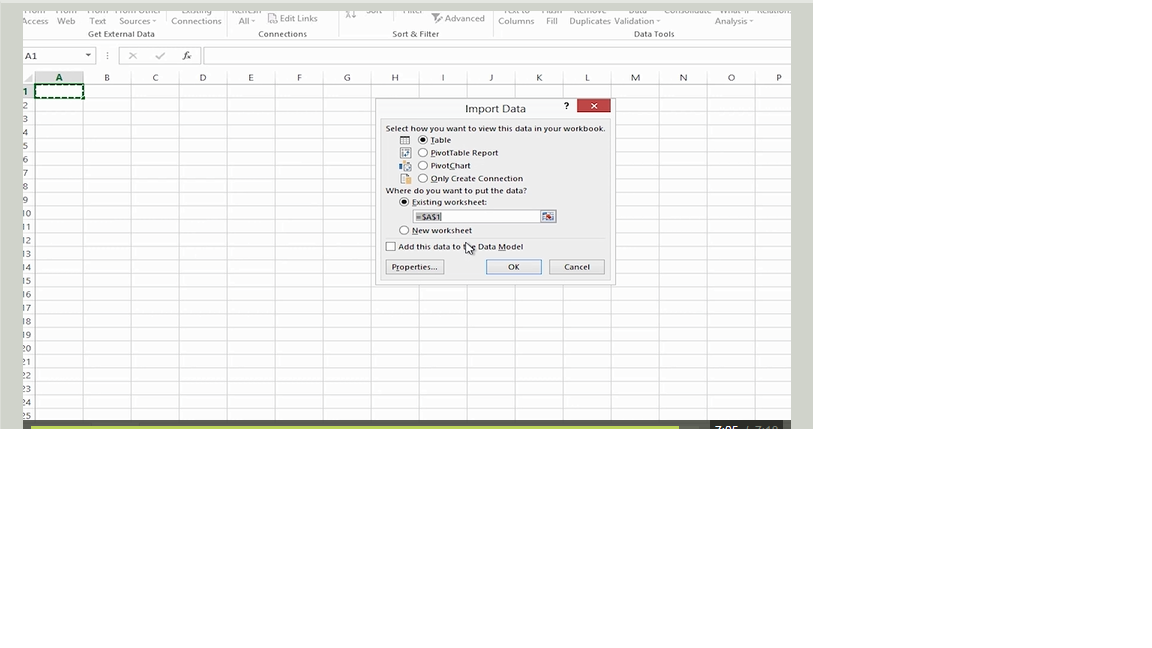 Access Web Text Sources Connections All Edit Links Advanced Columns Fill Duplicates Validation Analysis
Get External Data Connections Sort & Filter Data Tools
A1 fx
A B C D E F G H I J K L M N O P
1
2
3
4
5
6
7
8
9
10
11
12
13
14
15
16
17
18
19
20
21
22
23
24
25
Import Data ?
Select how you want to view this data in your workbook.
Table
PivotTable Report
PivotChart
Only Create Connection
Where do you want to put the data?
Existing worksheet:
=$A$1
New worksheet
Add this data to the Data Model
Properties... OK Cancel